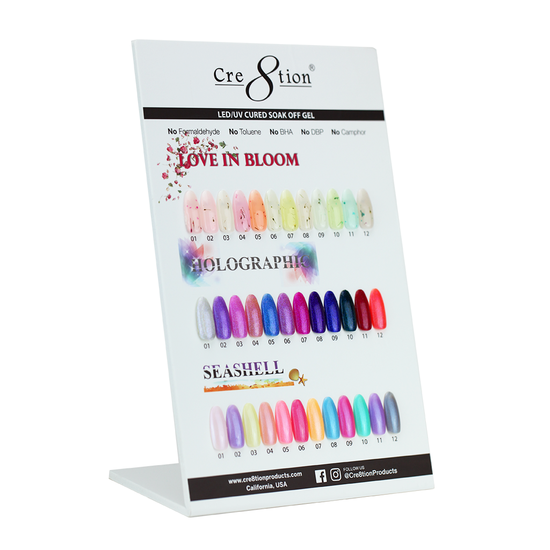 Cre8tion®
LED/UV CURED SOAK OFF GEL
No Formaldehyde No Toluene No BHA No DBP No Camphor
LOVE IN BLOOM
01 02 03 04 05 06 07 08 09 10 11 12
HOLOGRAPHIC
01 02 03 04 05 06 07 08 09 10 11 12
SEASHELL
01 02 03 04 05 06 07 08 09 10 11 12
www.cre8tionproducts.com
California, USA
FOLLOW US
@Cre8tionProducts